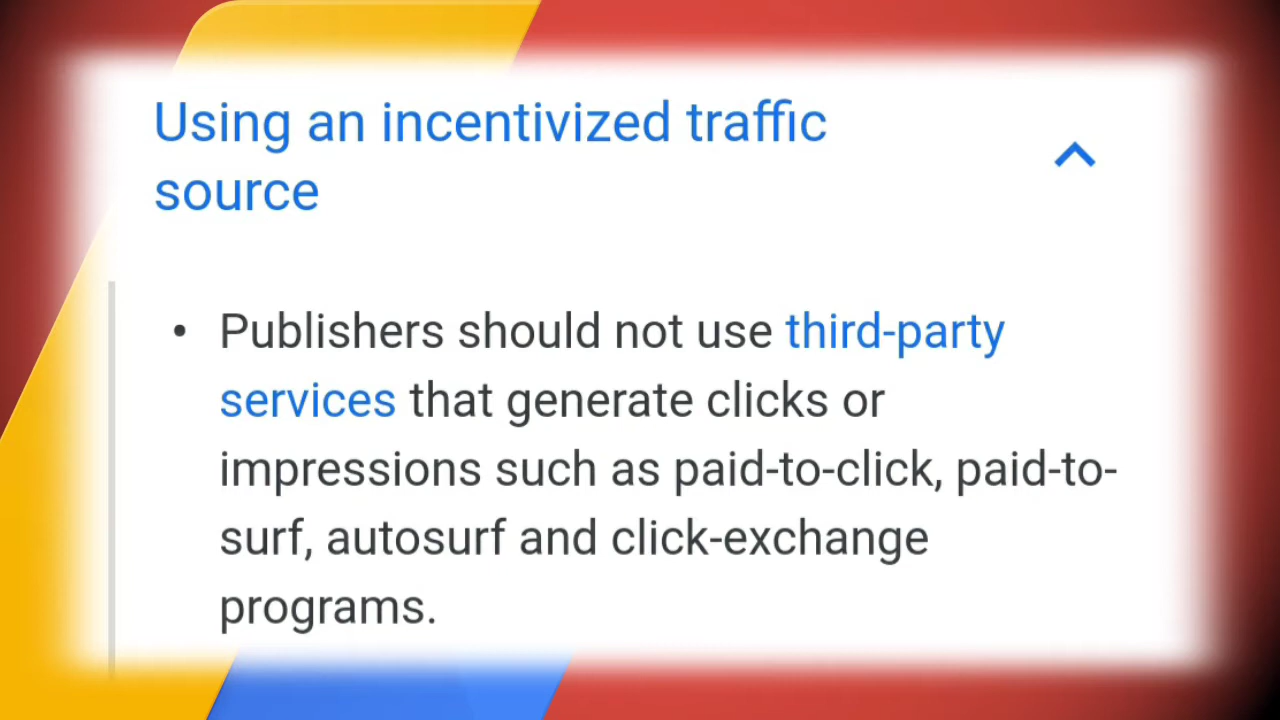 Using an incentivized traffic
source
• Publishers should not use third-party
services that generate clicks or
impressions such as paid-to-click, paid-to-
surf, autosurf and click-exchange
programs.